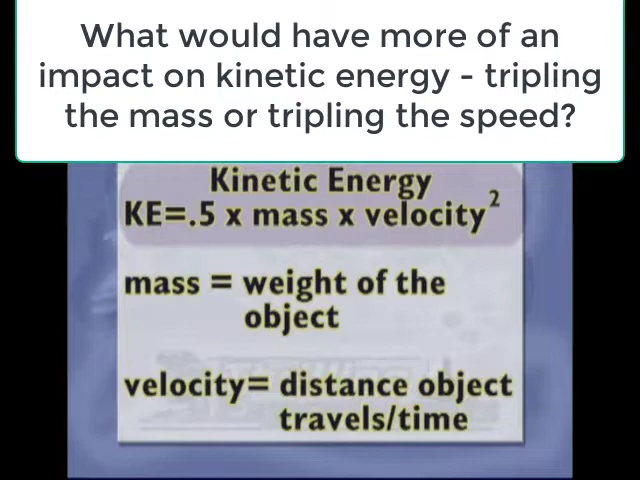 What would have more of an
impact on kinetic energy - tripling
the mass or tripling the speed?
Kinetic Energy
KE=.5 x mass x velocity²
mass = weight of the
object
velocity= distance object
travels/time